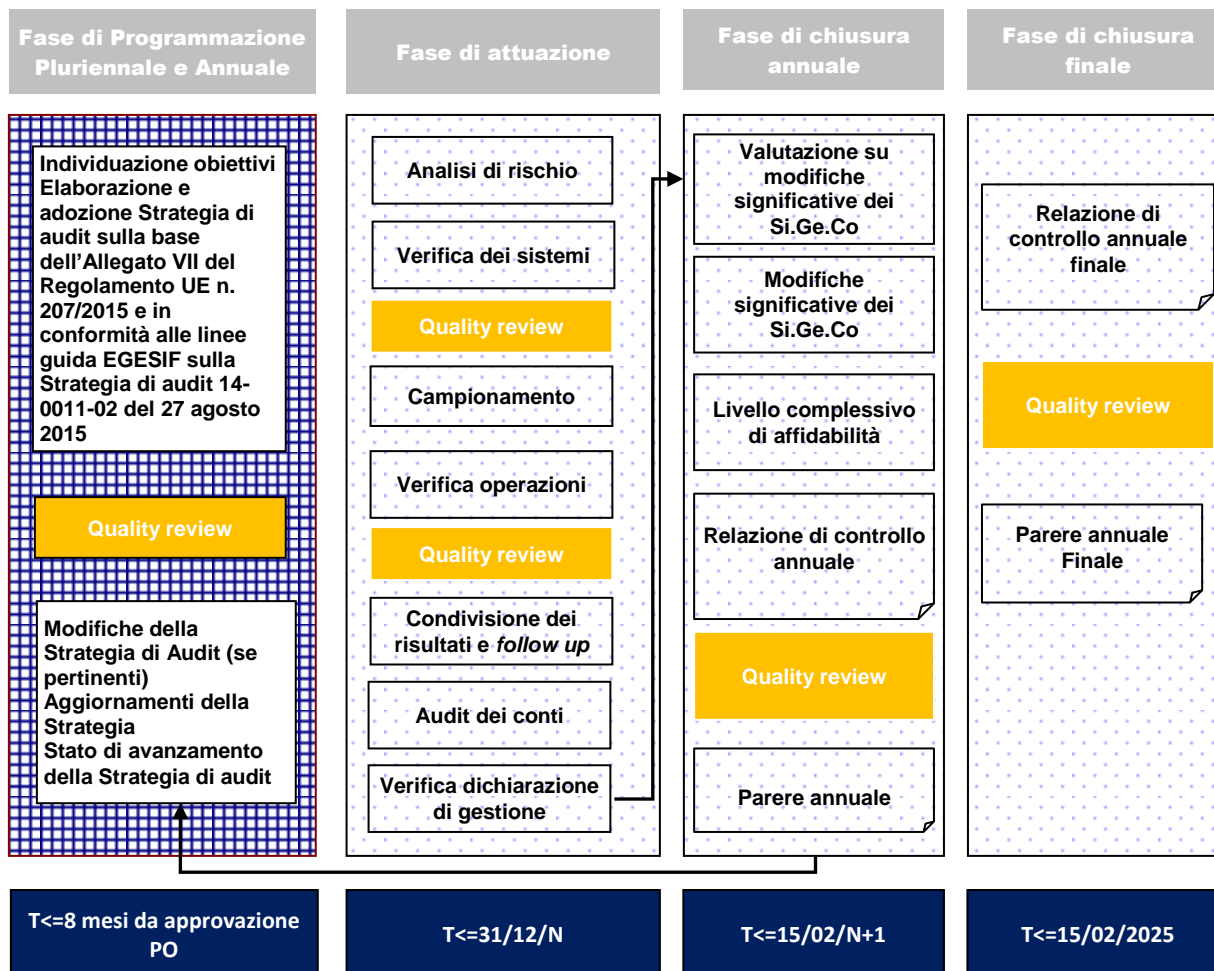 Fase di Programmazione
Pluriennale e Annuale
Individuazione obiettivi
Elaborazione e
adozione Strategia di
audit sulla base
dell'Allegato VII del
Regolamento UE n.
207/2015 e in
conformità alle linee
guida EGESIF sulla
Strategia di audit 14-
0011-02 del 27 agosto
2015
Quality review
Modifiche della
Strategia di Audit (se
pertinenti)
Aggiornamenti della
Strategia
Stato di avanzamento
della Strategia di audit
T<=8 mesi da approvazione
PO
Fase di attuazione
Analisi di rischio
Verifica dei sistemi
Quality review
Campionamento
Verifica operazioni
Quality review
Condivisione dei
risultati e follow up
Audit dei conti
Verifica dichiarazione
di gestione
T<=31/12/N
Fase di chiusura
annuale
Valutazione su
modifiche
significative dei
Si.Ge.Co
Modifiche
significative dei
Si.Ge.Co
Livello complessivo
di affidabilità
Relazione di controllo
annuale
Quality review
Parere annuale
T<=15/02/N+1
Fase di chiusura
finale
Relazione di
controllo annuale
finale
Quality review
Parere annuale
Finale
T<=15/02/2025